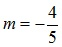 m = -4/5